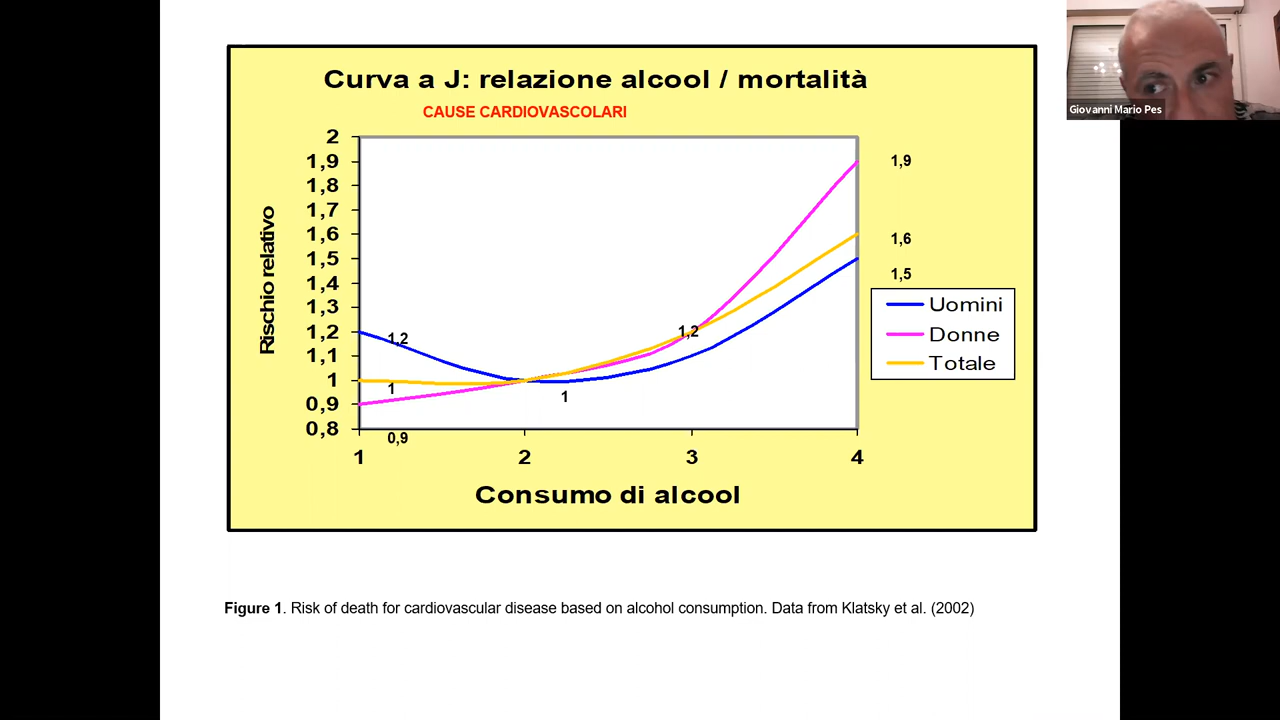 Giovanni Mario Pes
Curva a J: relazione alcool / mortalità
CAUSE CARDIOVASCOLARI
Rischio relativo
2
1,9
1,8
1,7
1,6
1,5
1,4
1,3
1,2
1,1
1
0,9
0,8
1,2
1
0,9
1
1,2
1,9
1,6
1,5
Uomini
Donne
Totale
1 2 3 4
Consumo di alcool
Figure 1. Risk of death for cardiovascular disease based on alcohol consumption. Data from Klatsky et al. (2002)